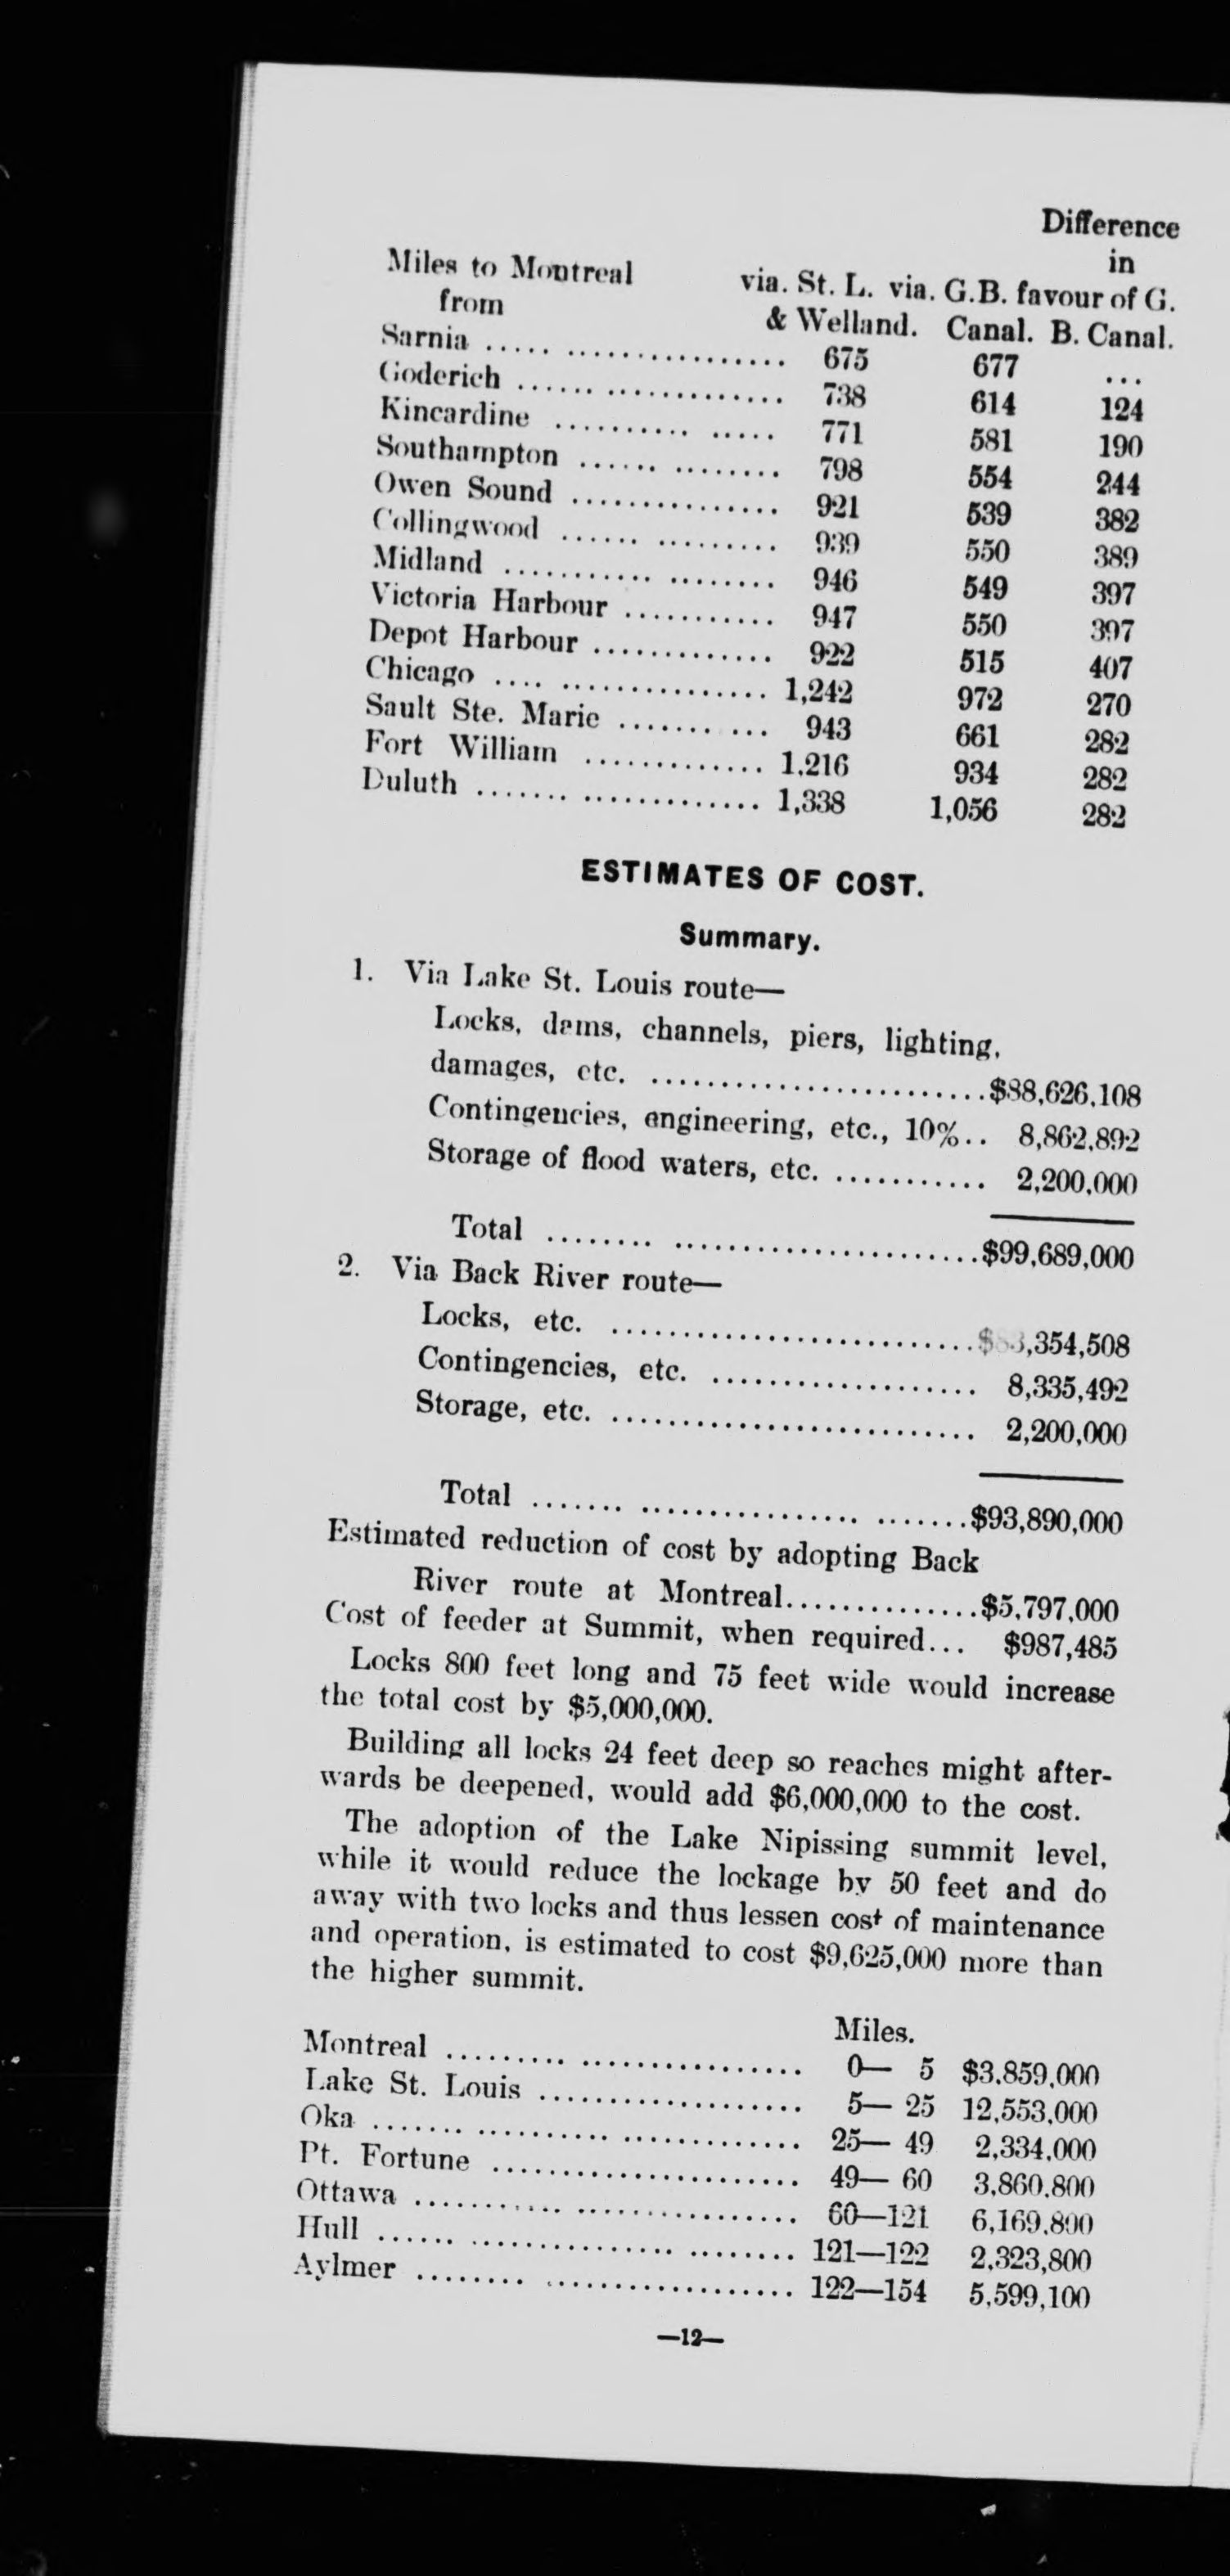 Difference
in
Miles to Montreal via. St. L. via. G.B. favour of G.
from & Welland. Canal. B. Canal.
Sarnia ..... ................. 675 677 ...
Goderich ...... .............. 738 614 124
Kincardine .......... ..... 771 581 190
Southampton ...... ........ 798 554 244
Owen Sound ................ 921 539 382
Collingwood ...... .......... 939 550 389
Midland ........... ........ 946 549 397
Victoria Harbour ........... 947 550 397
Depot Harbour ............. 922 515 407
Chicago .... ................ 1,242 972 270
Sault Ste. Marie ........ ... 943 661 282
Fort William ............. 1,216 934 282
Duluth ....... ............. 1,338 1,056 282
ESTIMATES OF COST.
Summary.
1. Via Lake St. Louis route—
Locks, dams, channels, piers, lighting,
damages, etc. .........................$88,626,108
Contingencies, engineering, etc., 10%.. 8,862,892
Storage of flood waters, etc. ........... 2,200,000
Total ........ .......................$99,689,000
2. Via Back River route—
Locks, etc. ...........................$83,354,508
Contingencies, etc. ................... 8,335,492
Storage, etc. ........................... 2,200,000
Total ....... ................ .......$93,890,000
Estimated reduction of cost by adopting Back
River route at Montreal..............$5,797,000
Cost of feeder at Summit, when required... $987,485
Locks 800 feet long and 75 feet wide would increase
the total cost by $5,000,000.
Building all locks 24 feet deep so reaches might after-
wards be deepened, would add $6,000,000 to the cost.
The adoption of the Lake Nipissing summit level,
while it would reduce the lockage by 50 feet and do
away with two locks and thus lessen cost of maintenance
and operation, is estimated to cost $9,625,000 more than
the higher summit.
Miles.
Montreal ......... ................ 0— 5 $3,859,000
Lake St. Louis .................... 5— 25 12,553,000
Oka ....... .......... ............. 25— 49 2,334,000
Pt. Fortune ....................... 49— 60 3,860,800
Ottawa ............. ............... 60—121 6,169,800
Hull ...... ................ ........ 121—122 2,323,800
Aylmer ........ ................... 122—154 5,599,100
—12—